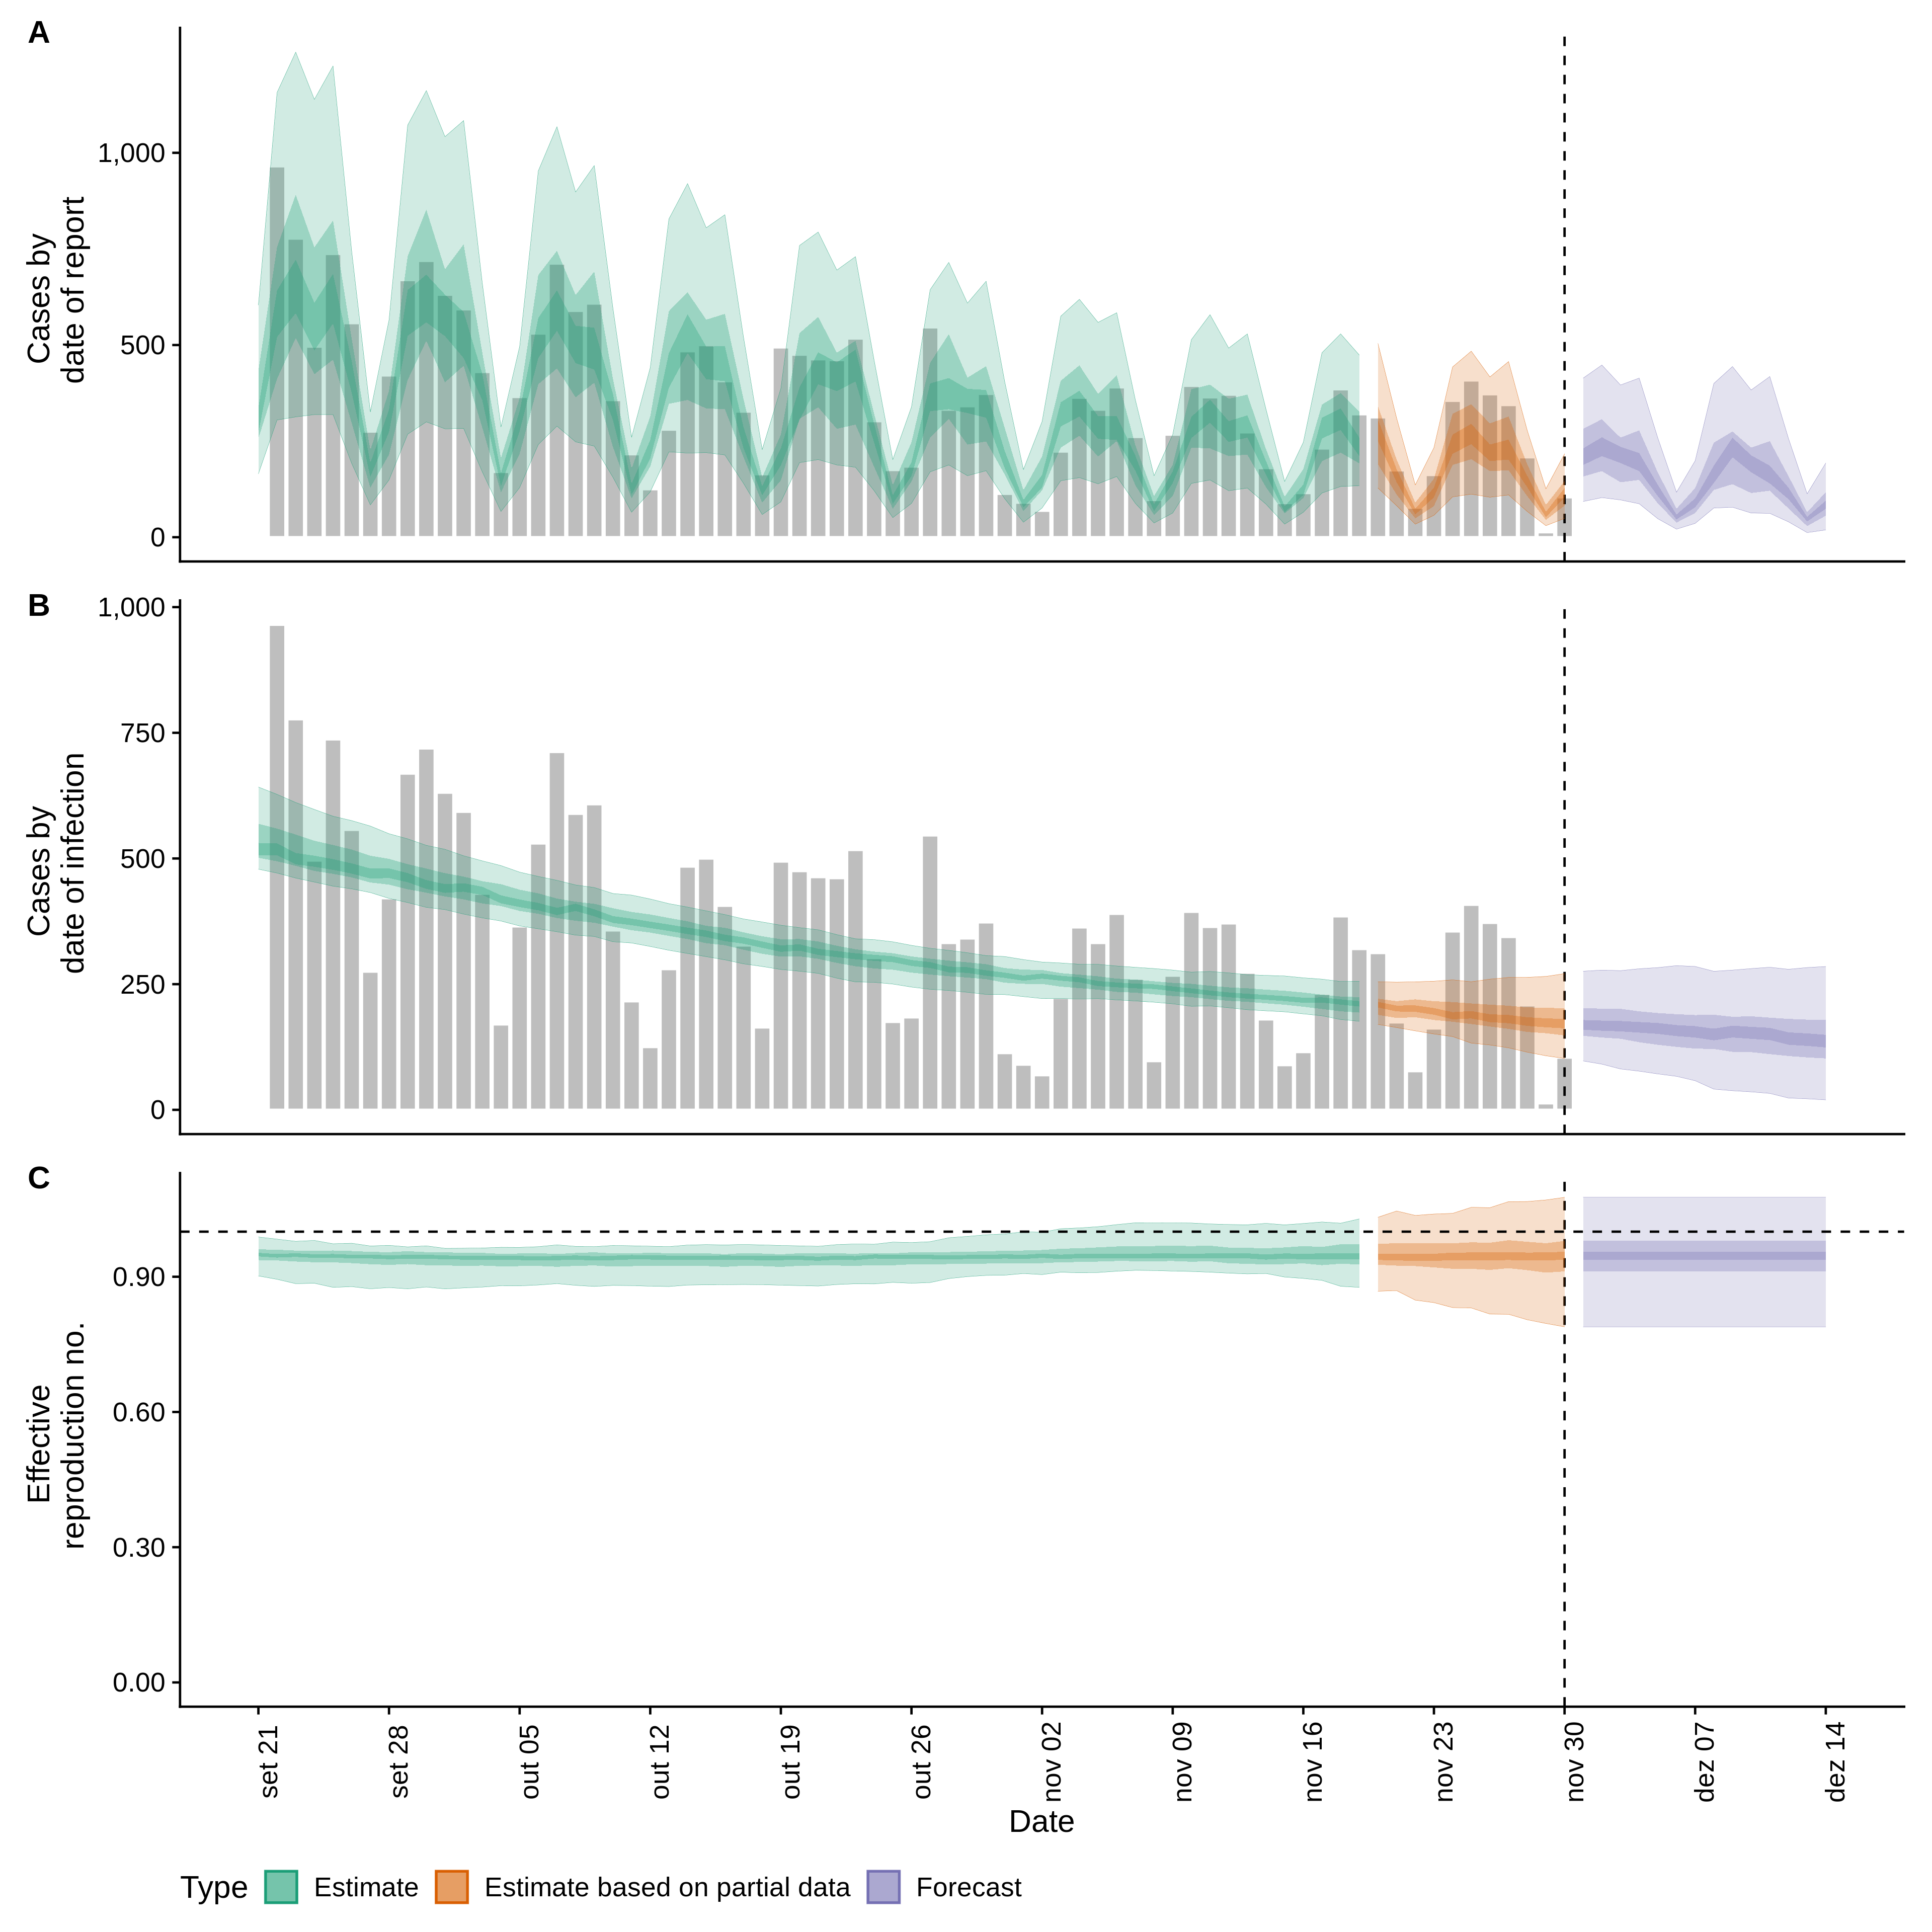 A
1,000
500
0
Cases by
date of report
B
1,000
750
500
250
0
Cases by
date of infection
C
0.90
0.60
0.30
0.00
Effective
reproduction no.
set 21
set 28
out 05
out 12
out 19
out 26
nov 02
nov 09
nov 16
nov 23
nov 30
dez 07
dez 14
Date
Type Estimate Estimate based on partial data Forecast